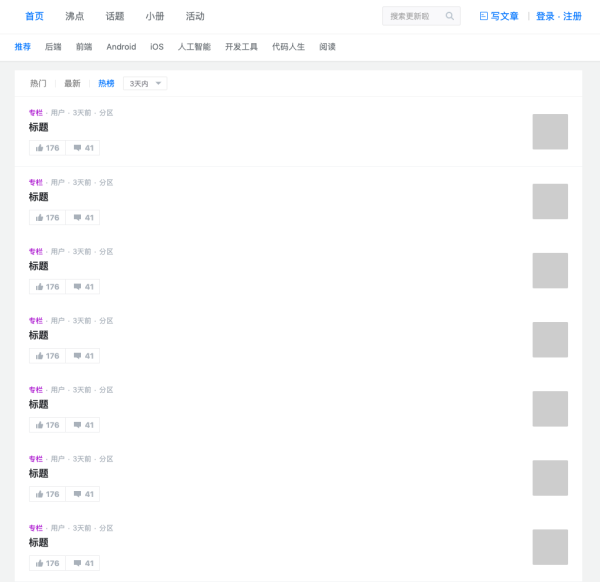 首页 沸点 话题 小册 活动 搜索更新啦 写文章 | 登录 · 注册
推荐 后端 前端 Android iOS 人工智能 开发工具 代码人生 阅读
热门 | 最新 | 热榜 3天内
专栏 · 用户 · 3天前 · 分区
标题
176 41
专栏 · 用户 · 3天前 · 分区
标题
176 41
专栏 · 用户 · 3天前 · 分区
标题
176 41
专栏 · 用户 · 3天前 · 分区
标题
176 41
专栏 · 用户 · 3天前 · 分区
标题
176 41
专栏 · 用户 · 3天前 · 分区
标题
176 41
专栏 · 用户 · 3天前 · 分区
标题
176 41